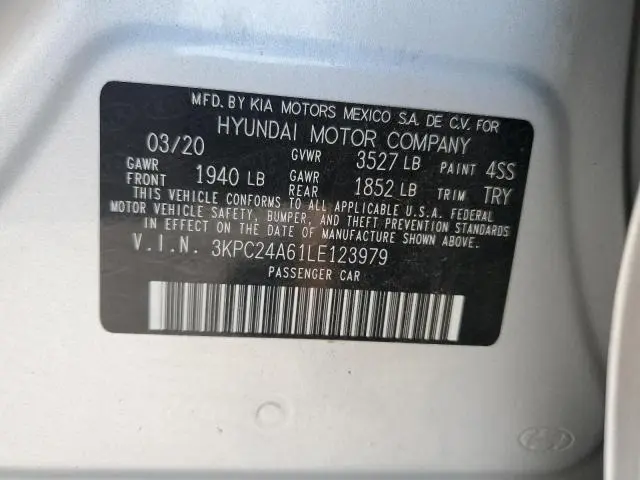 MFD. BY KIA MOTORS MEXICO S.A. DE C.V. FOR
HYUNDAI MOTOR COMPANY
03/20 GVWR 3527 LB PAINT 4SS
GAWR FRONT 1940 LB GAWR REAR 1852 LB TRIM TRY
THIS VEHICLE CONFORMS TO ALL APPLICABLE U.S.A. FEDERAL
MOTOR VEHICLE SAFETY, BUMPER, AND THEFT PREVENTION STANDARDS
IN EFFECT ON THE DATE OF MANUFACTURE SHOWN ABOVE.
V.I.N. 3KPC24A61LE123979
PASSENGER CAR